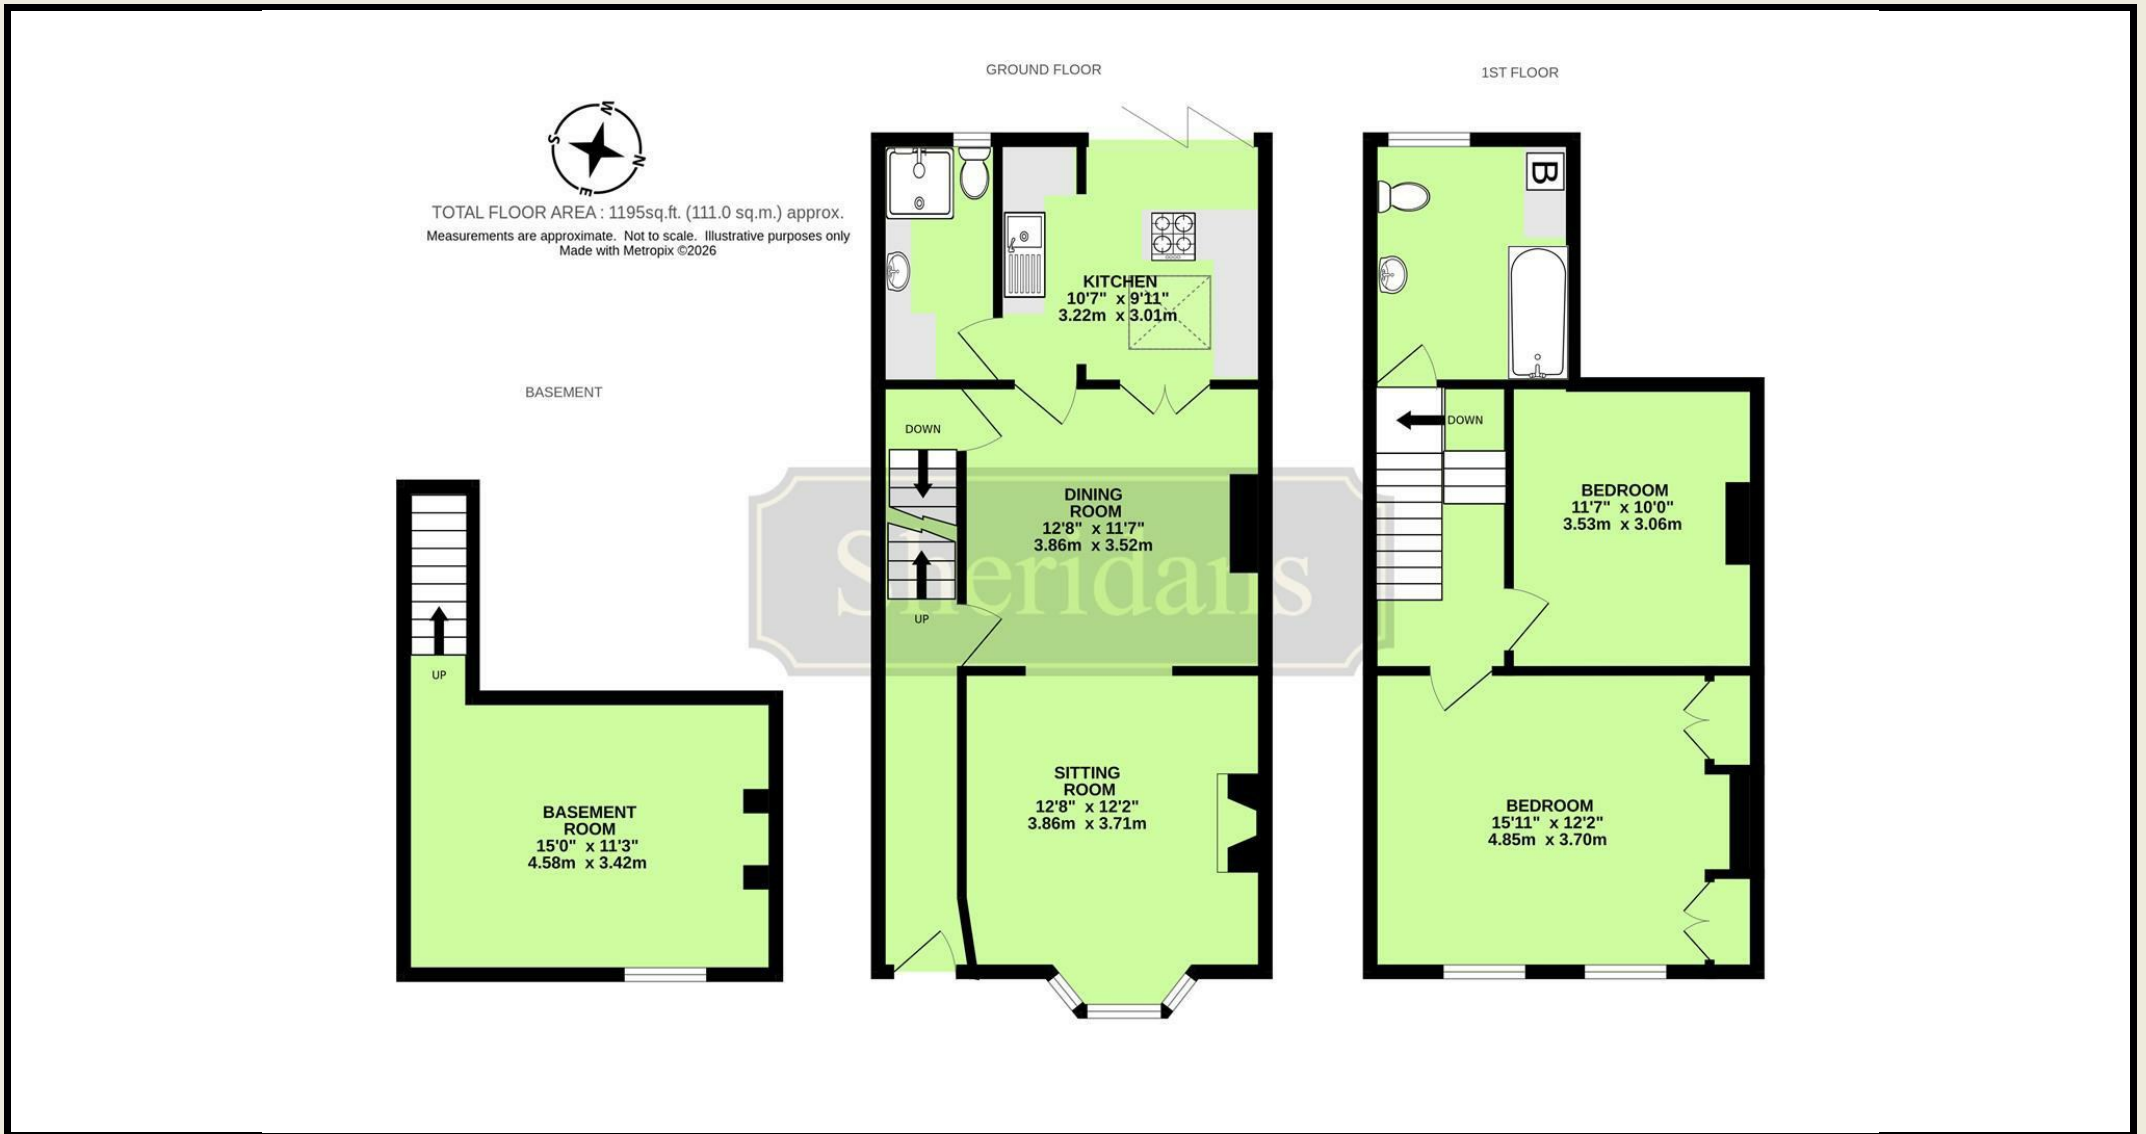 GROUND FLOOR
1ST FLOOR
W
S
N
E
TOTAL FLOOR AREA : 1195sq.ft. (111.0 sq.m.) approx.
Measurements are approximate.  Not to scale.  Illustrative purposes only
Made with Metropix ©2026
BASEMENT
UP
BASEMENT
ROOM
15'0"  x 11'3"
4.58m  x 3.42m
KITCHEN
10'7"  x 9'11"
3.22m  x 3.01m
DOWN
DINING
ROOM
12'8"  x 11'7"
3.86m  x 3.52m
UP
Sheridans
SITTING
ROOM
12'8"  x 12'2"
3.86m  x 3.71m
B
DOWN
BEDROOM
11'7"  x 10'0"
3.53m  x 3.06m
BEDROOM
15'11"  x 12'2"
4.85m  x 3.70m